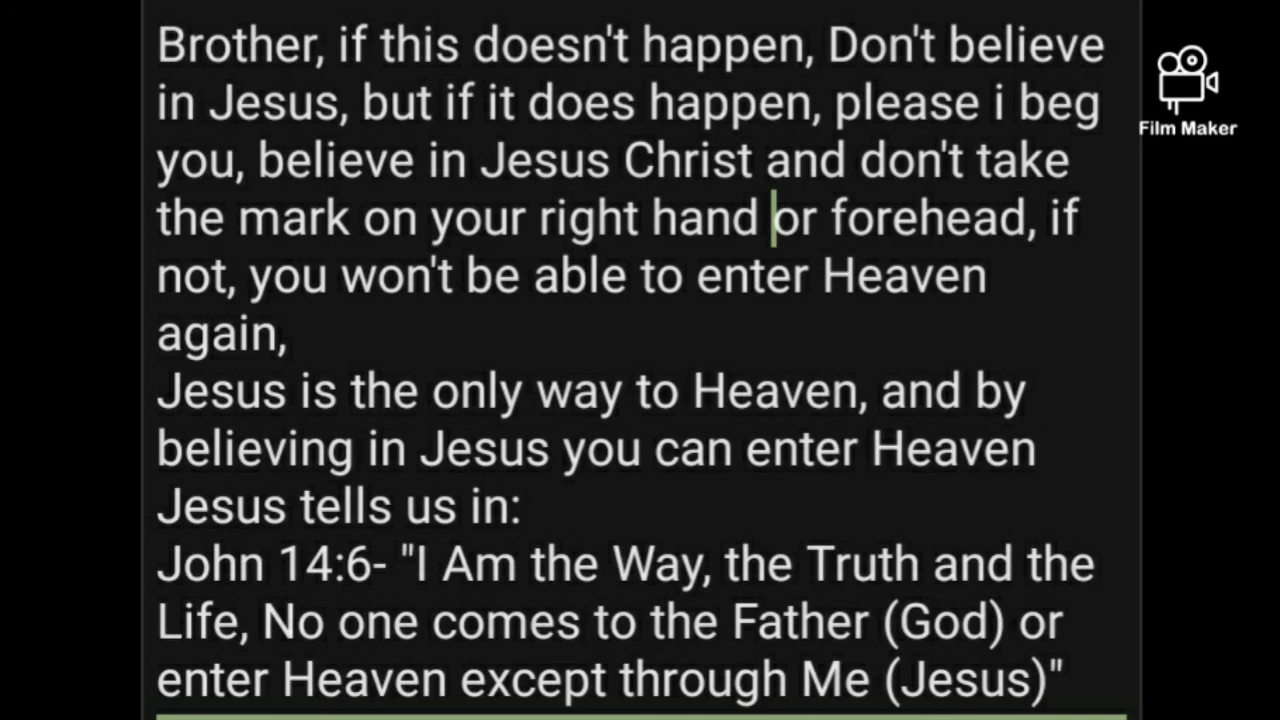 Brother, if this doesn't happen, Don't believe
in Jesus, but if it does happen, please i beg
you, believe in Jesus Christ and don't take
the mark on your right hand or forehead, if
not, you won't be able to enter Heaven
again,
Jesus is the only way to Heaven, and by
believing in Jesus you can enter Heaven
Jesus tells us in:
John 14:6- "I Am the Way, the Truth and the
Life, No one comes to the Father (God) or
enter Heaven except through Me (Jesus)"
Film Maker